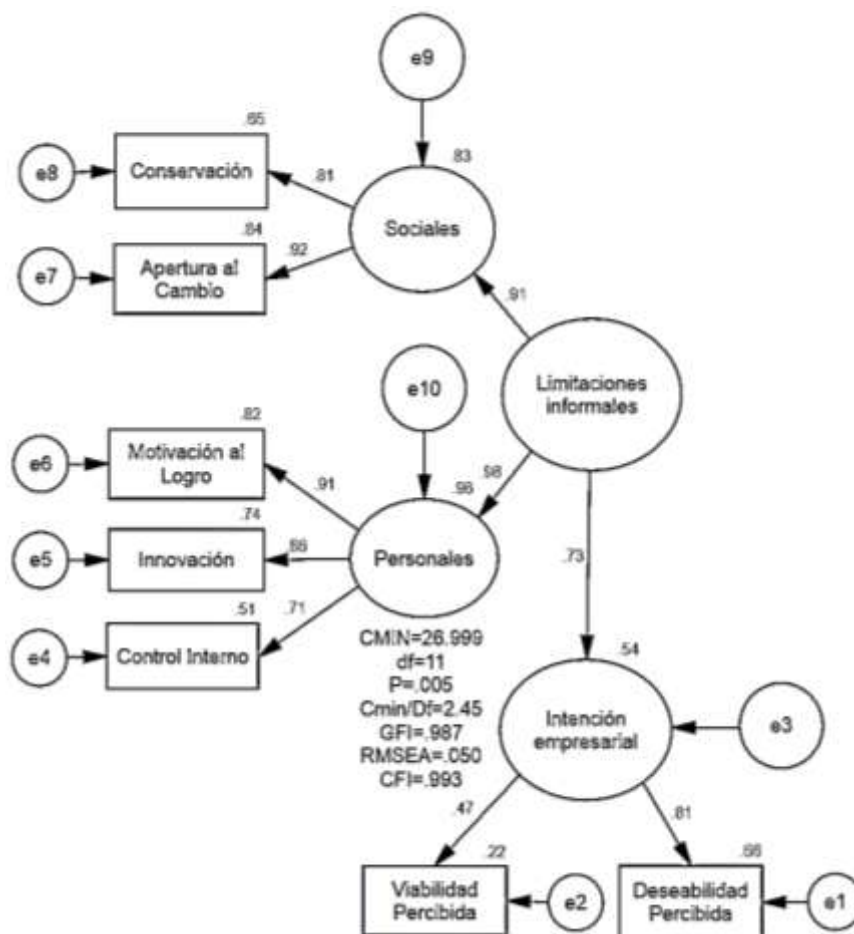 e9
.65
.83
e8
Conservación
.81
Sociales
.84
.92
e7
Apertura al
Cambio
.91
e10
Limitaciones
informales
.82
e6
Motivación al
Logro
.91
.98
.96
.74
e5
Innovación
Personales
.73
.51
.71
e4
Control Interno
CMIN=26.999
df=11
P=.005
Cmin/Df=2.45
GFI=.987
RMSEA=.050
CFI=.993
.54
Intención
empresarial
e3
.47
.81
.22
.66
Viabilidad
Percibida
e2
Deseabilidad
Percibida
e1